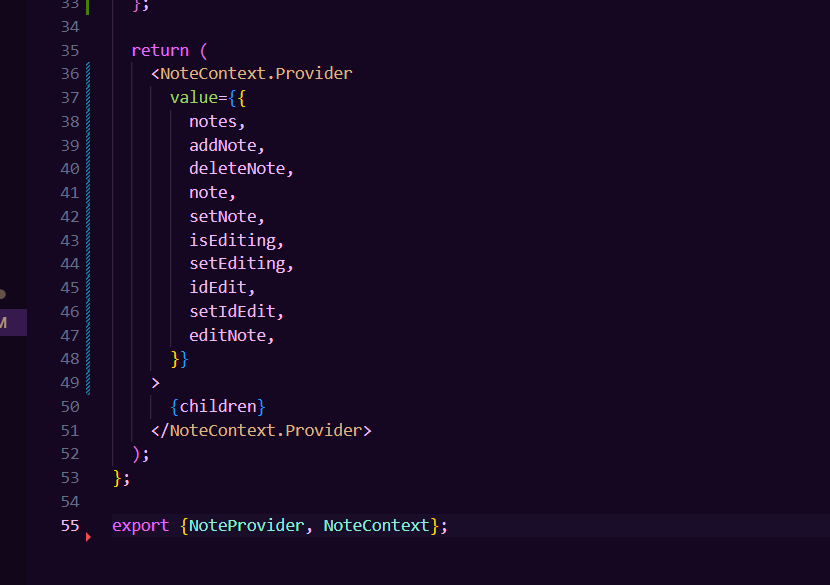 33 };
34
35 return (
36 <NoteContext.Provider
37 value={{
38 notes,
39 addNote,
40 deleteNote,
41 note,
42 setNote,
43 isEditing,
44 setEditing,
45 idEdit,
46 setIdEdit,
47 editNote,
48 }}
49 >
50 {children}
51 </NoteContext.Provider>
52 );
53 };
54
55 export {NoteProvider, NoteContext};
M